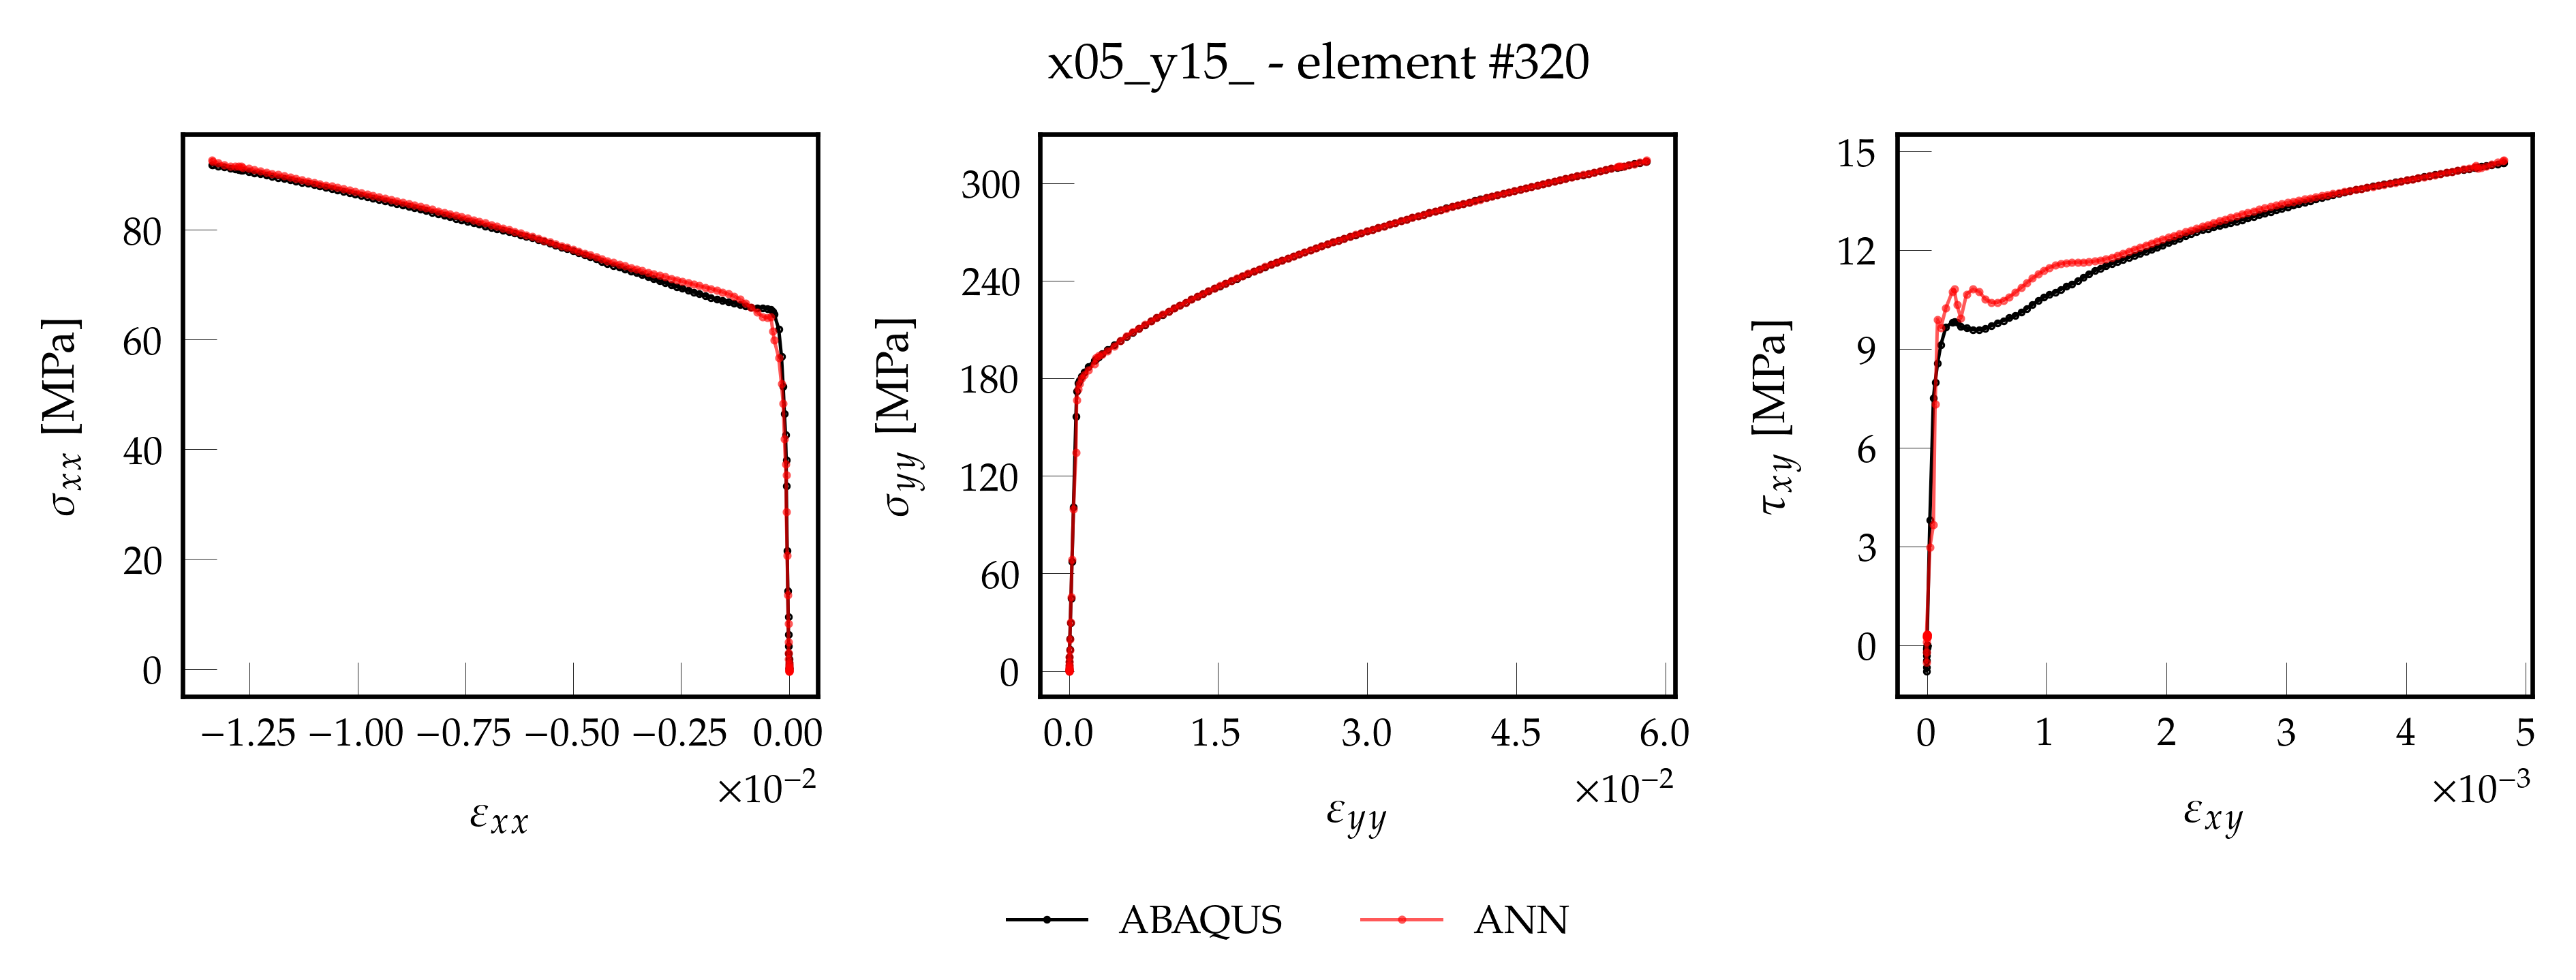 x05_y15_ - element #320
σxx [MPa]
80
60
40
20
0
−1.25 −1.00 −0.75 −0.50 −0.25 0.00
×10−2
εxx
σyy [MPa]
300
240
180
120
60
0
0.0 1.5 3.0 4.5 6.0
×10−2
εyy
τxy [MPa]
15
12
9
6
3
0
0 1 2 3 4 5
×10−3
εxy
ABAQUS ANN